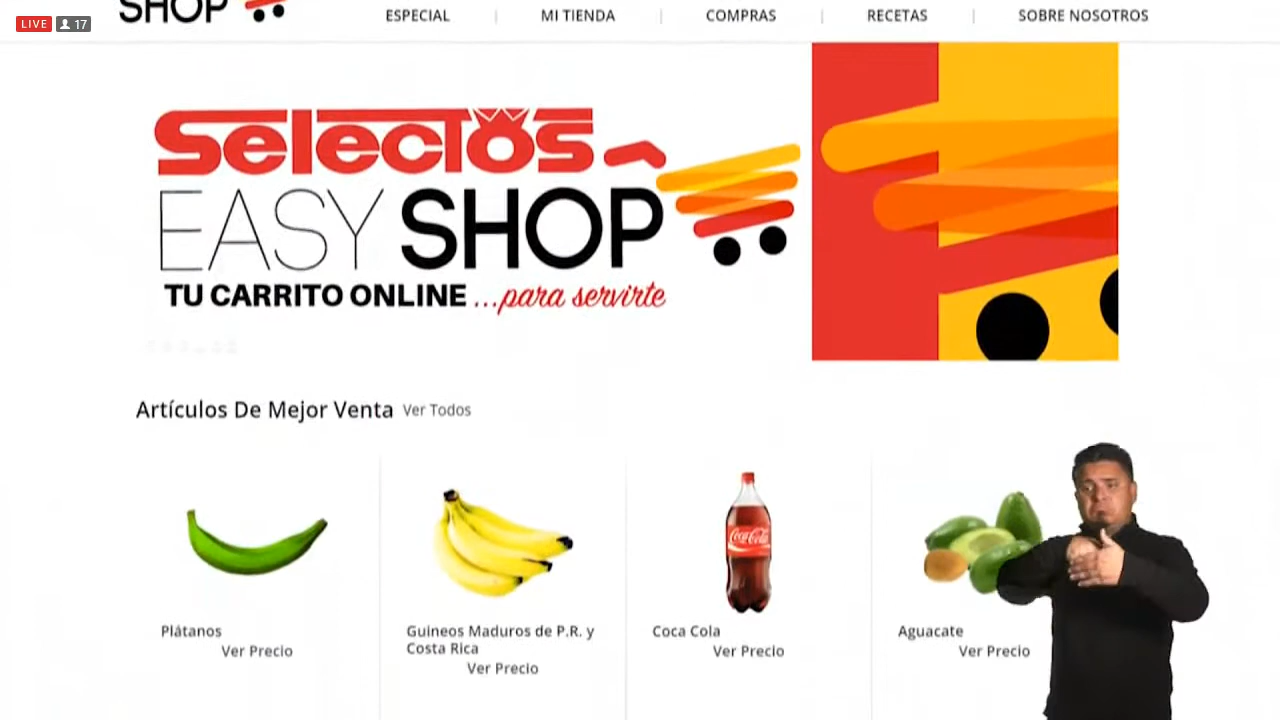 SHOP
LIVE 17
ESPECIAL | MI TIENDA | COMPRAS | RECETAS | SOBRE NOSOTROS
Selectos
EASY SHOP
TU CARRITO ONLINE ...para servirte
Artículos De Mejor Venta Ver Todos
Coca-Cola
Plátanos
Ver Precio
Guineos Maduros de P.R. y
Costa Rica
Ver Precio
Coca Cola
Ver Precio
Aguacate
Ver Precio